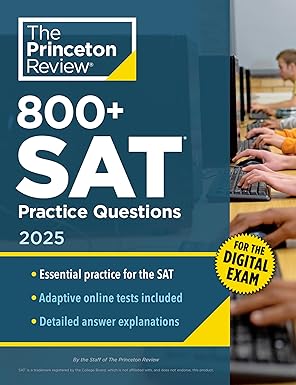 The
Princeton
Review®
800+
SAT®
Practice Questions
2025
FOR THE
DIGITAL
EXAM
• Essential practice for the SAT
• Adaptive online tests included
• Detailed answer explanations
By the Staff of The Princeton Review
SAT is a trademark registered by the College Board, which is not affiliated with, and does not endorse, this product.